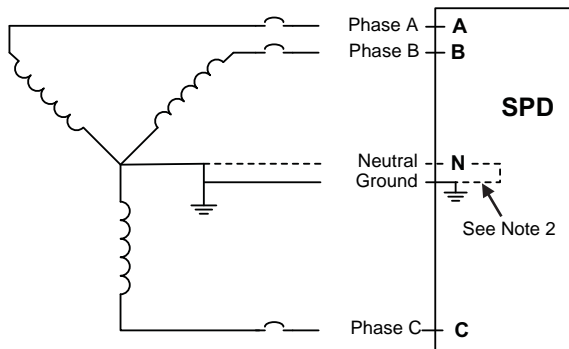 Phase A A
Phase B B
SPD
Neutral N
Ground
See Note 2
Phase C C